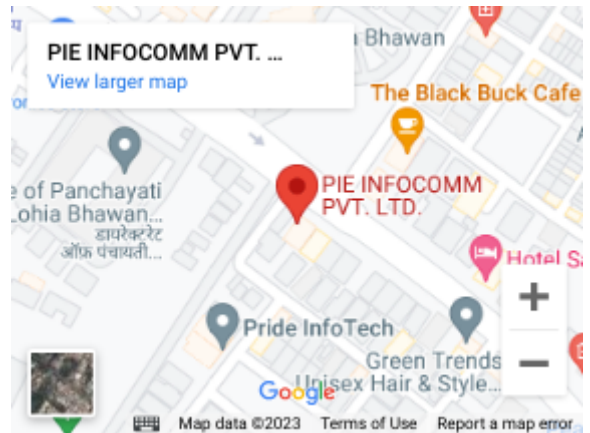 PIE INFOCOMM PVT. ...
View larger map
Bhawan
The Black Buck Cafe
PIE INFOCOMM
PVT. LTD.
e of Panchayati
Lohia Bhawan...
डायरेक्टरेट
ऑफ़ पंचायती...
Hotel Sa
+
Pride InfoTech
−
Green Trends
Unisex Hair & Style...
Google
Map data ©2023 Terms of Use Report a map error